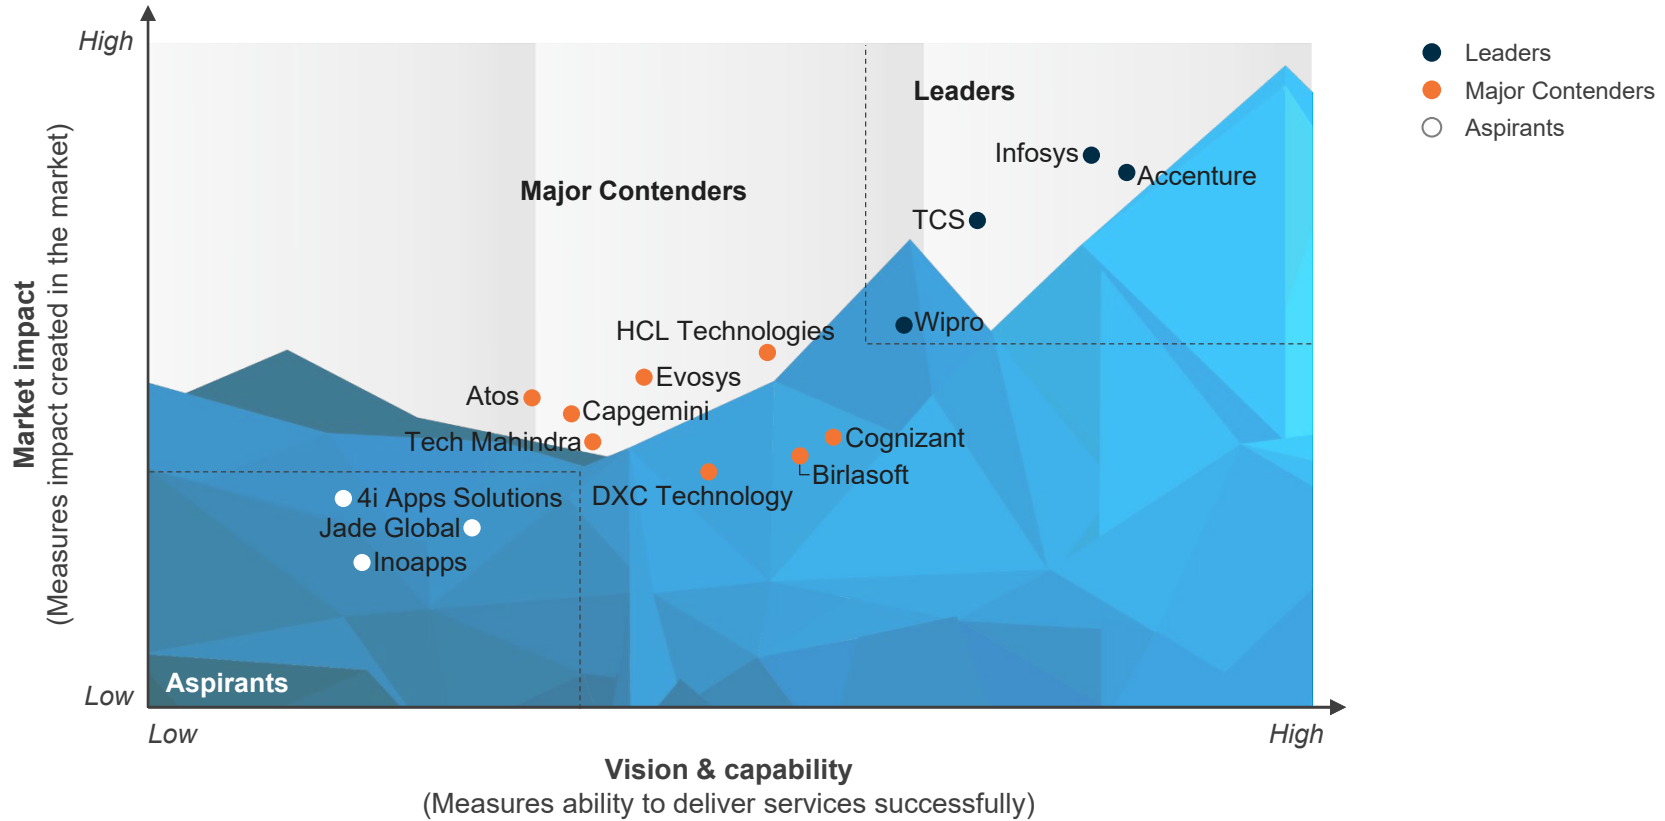 High
Leaders
Major Contenders
Aspirants
Leaders
Infosys
Accenture
Major Contenders
TCS
Market impact
(Measures impact created in the market)
Wipro
HCL Technologies
Evosys
Atos
Capgemini
Tech Mahindra
Cognizant
Birlasoft
DXC Technology
4i Apps Solutions
Jade Global
Inoapps
Aspirants
Low
Low
High
Vision & capability
(Measures ability to deliver services successfully)